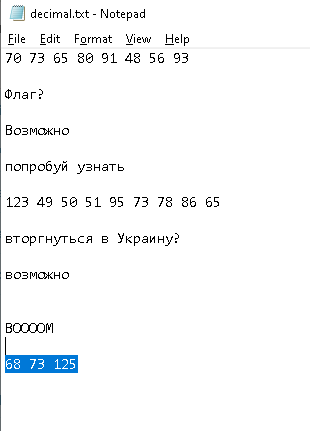 decimal.txt - Notepad
File Edit Format View Help
70 73 65 80 91 48 56 93
Флаг?
Возможно
попробуй узнать
123 49 50 51 95 73 78 86 65
вторгнуться в Украину?
возможно
BOOOOM
68 73 125